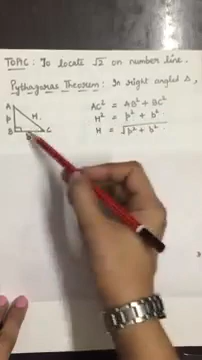 TOPIC: To locate √2 on number line.
Pythagoras Theorem: In right angled Δ,
A
P
H
B
C
AC² = AB² + BC²
H² = p² + b²
H = √p² + b²